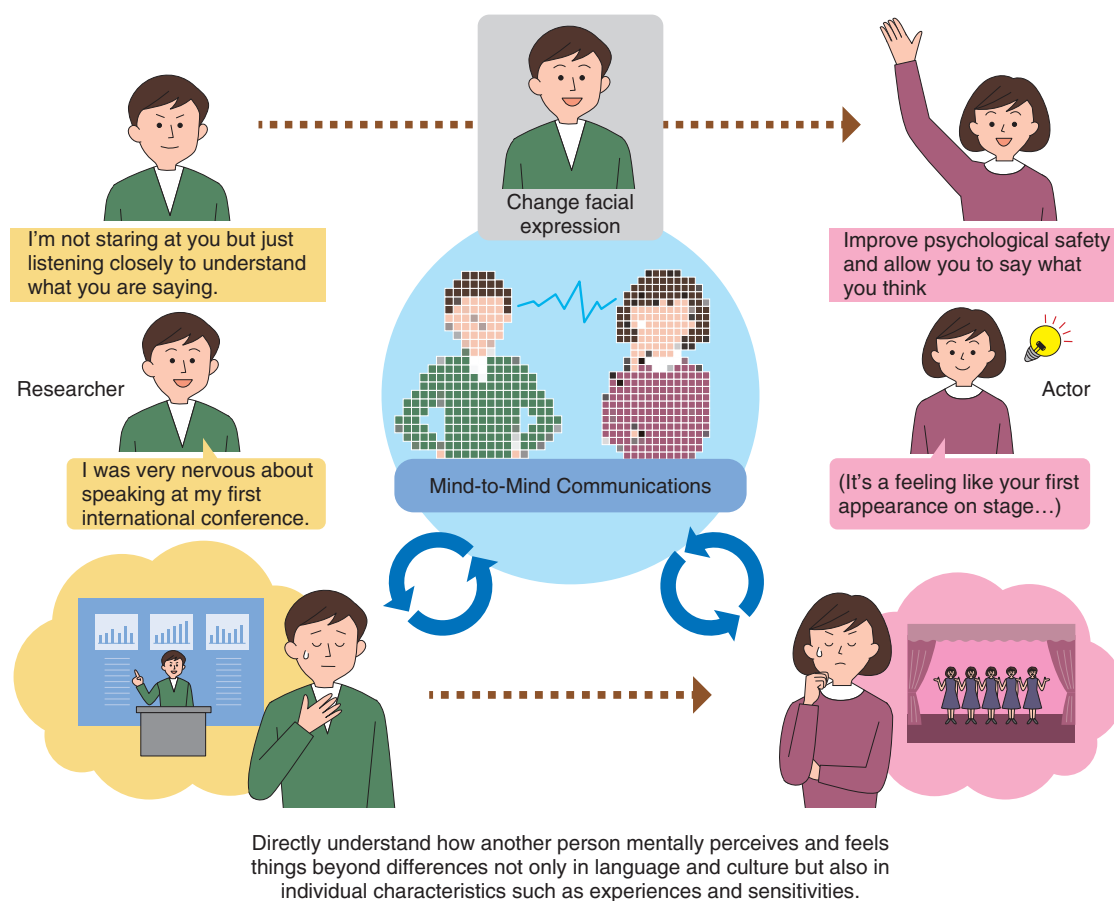 Change facial
expression
I'm not staring at you but just
listening closely to understand
what you are saying.
Improve psychological safety
and allow you to say what
you think
Researcher
Actor
I was very nervous about
speaking at my first
international conference.
Mind-to-Mind Communications
(It's a feeling like your first
appearance on stage…)
Directly understand how another person mentally perceives and feels
things beyond differences not only in language and culture but also in
individual characteristics such as experiences and sensitivities.